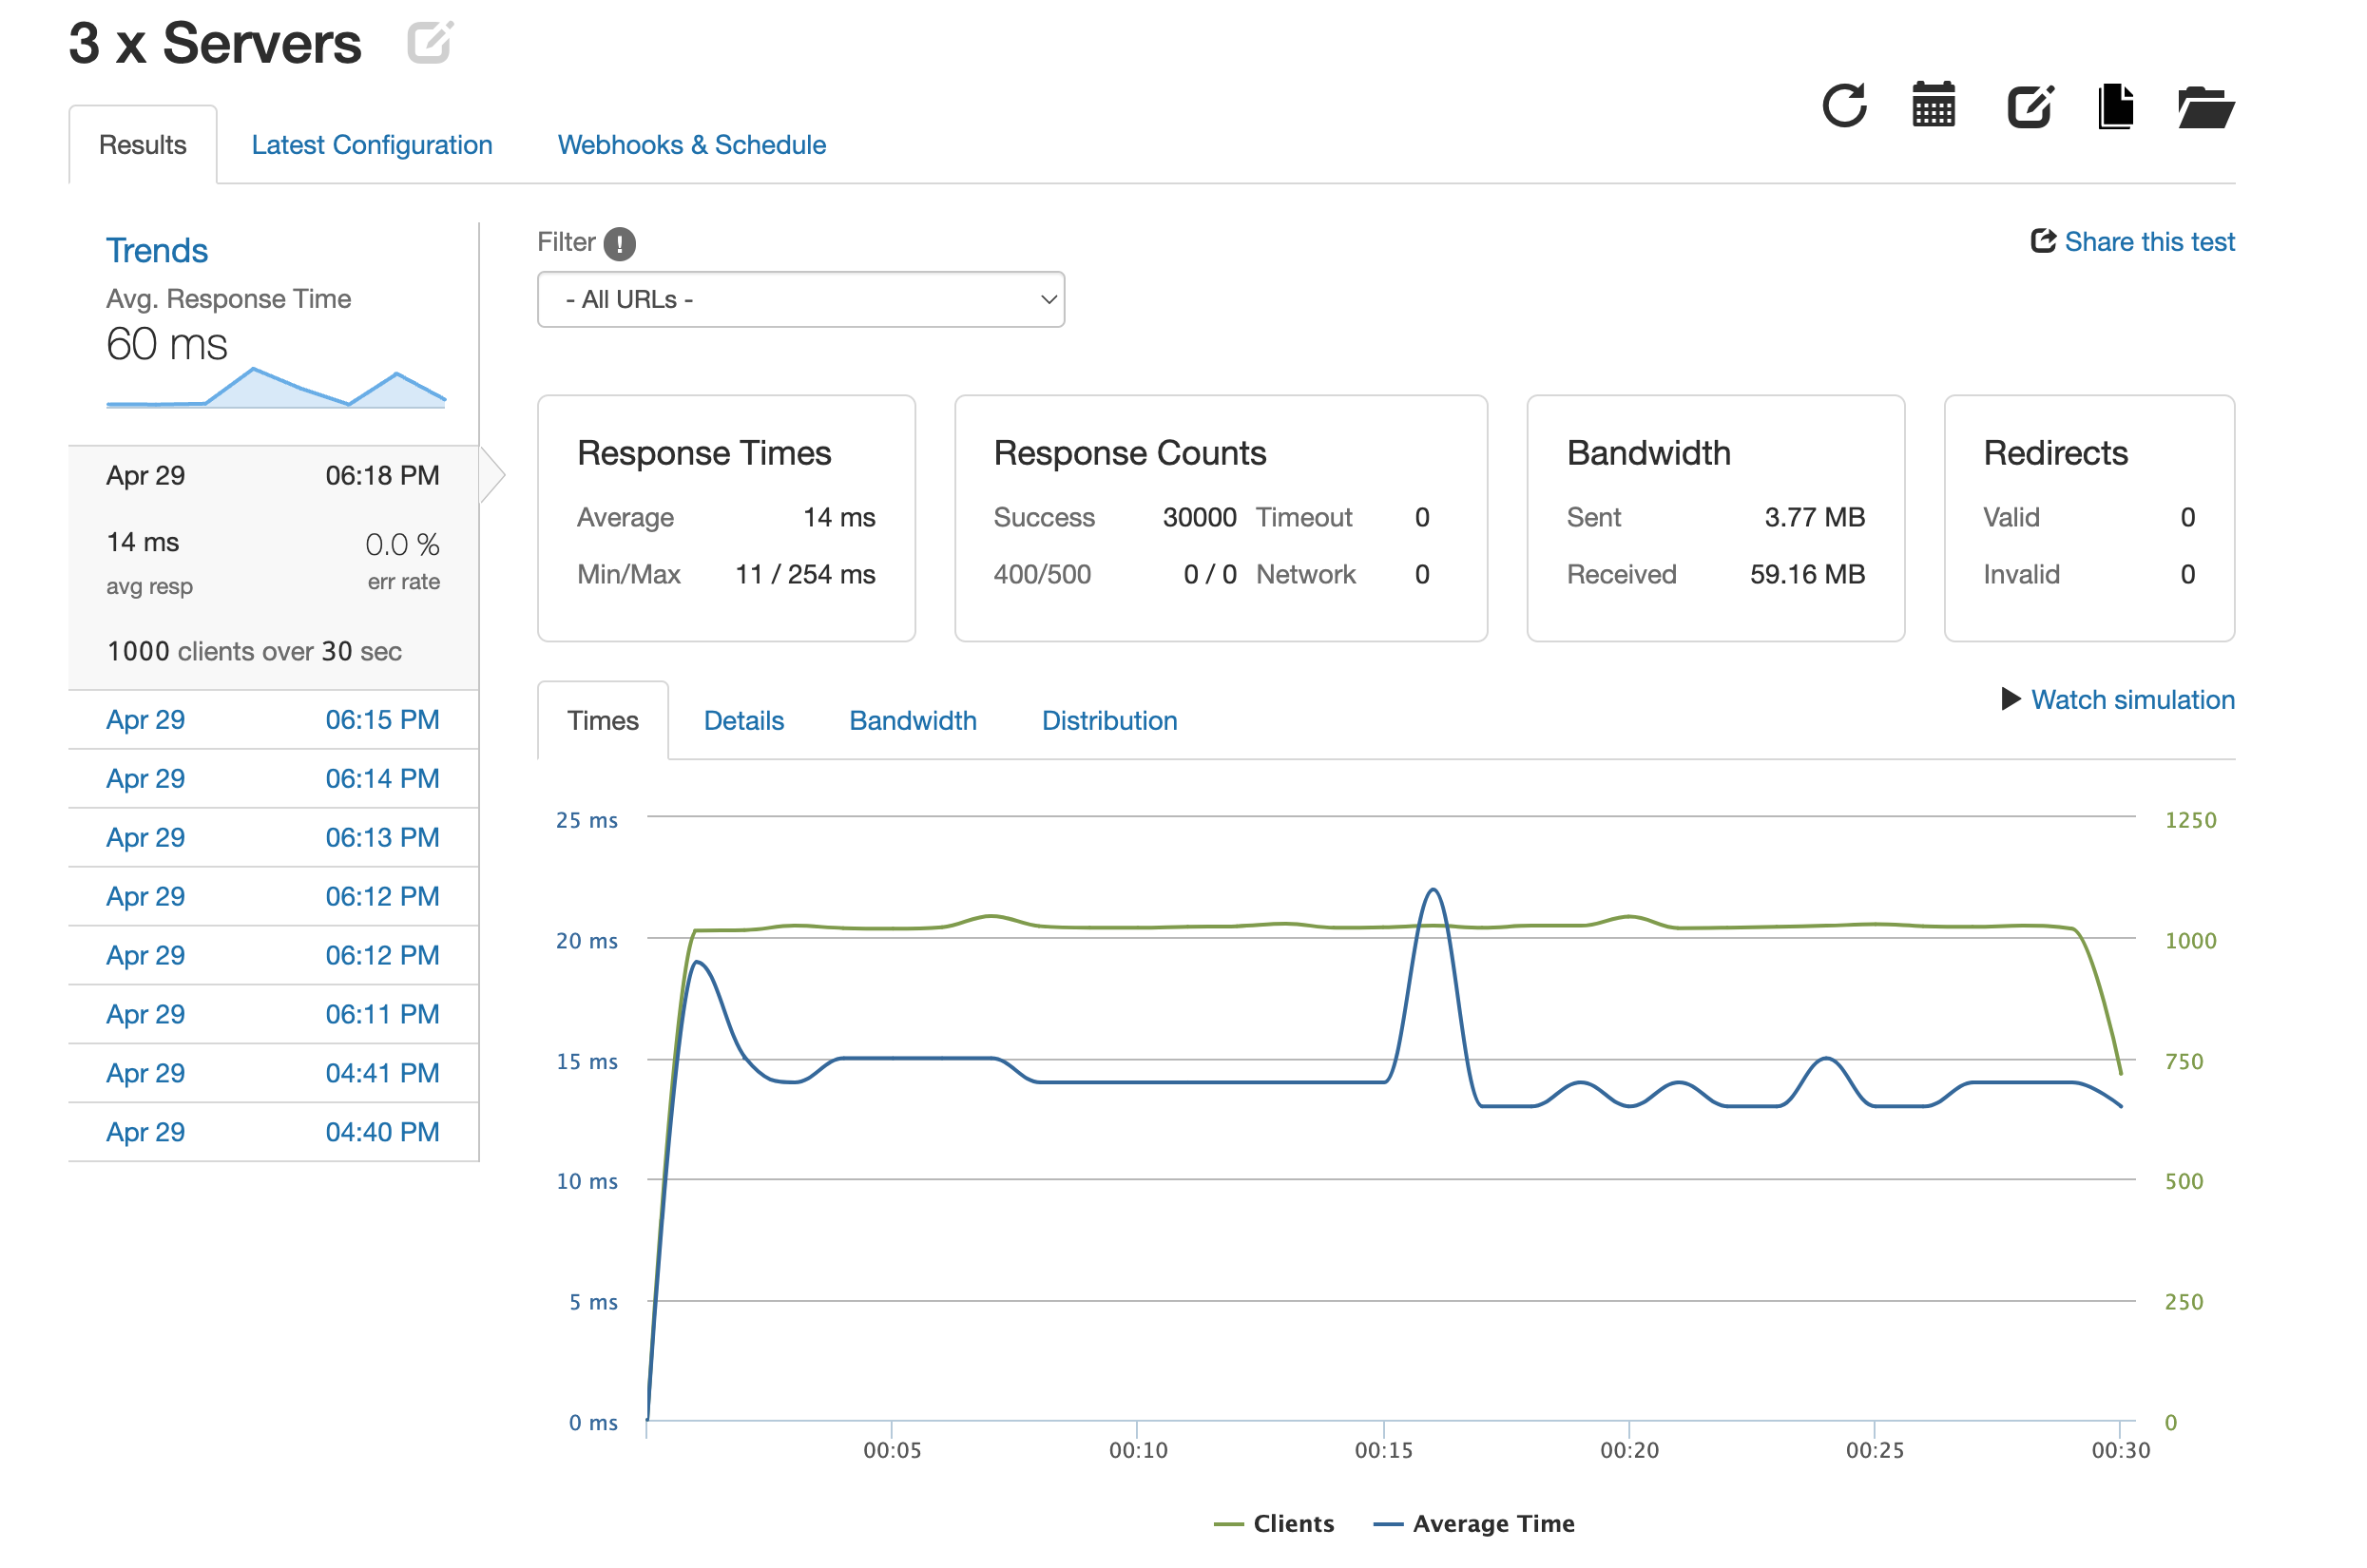 3 x Servers
Results
Latest Configuration
Webhooks & Schedule
Trends
Avg. Response Time
60 ms
Apr 29 06:18 PM
14 ms 0.0 %
avg resp err rate
1000 clients over 30 sec
Apr 29 06:15 PM
Apr 29 06:14 PM
Apr 29 06:13 PM
Apr 29 06:12 PM
Apr 29 06:12 PM
Apr 29 06:11 PM
Apr 29 04:41 PM
Apr 29 04:40 PM
Filter !
Share this test
- All URLs -
Response Times
Average 14 ms
Min/Max 11 / 254 ms
Response Counts
Success 30000 Timeout 0
400/500 0 / 0 Network 0
Bandwidth
Sent 3.77 MB
Received 59.16 MB
Redirects
Valid 0
Invalid 0
Times
Details
Bandwidth
Distribution
Watch simulation
25 ms 1250
20 ms 1000
15 ms 750
10 ms 500
5 ms 250
0 ms 0
00:05 00:10 00:15 00:20 00:25 00:30
Clients Average Time